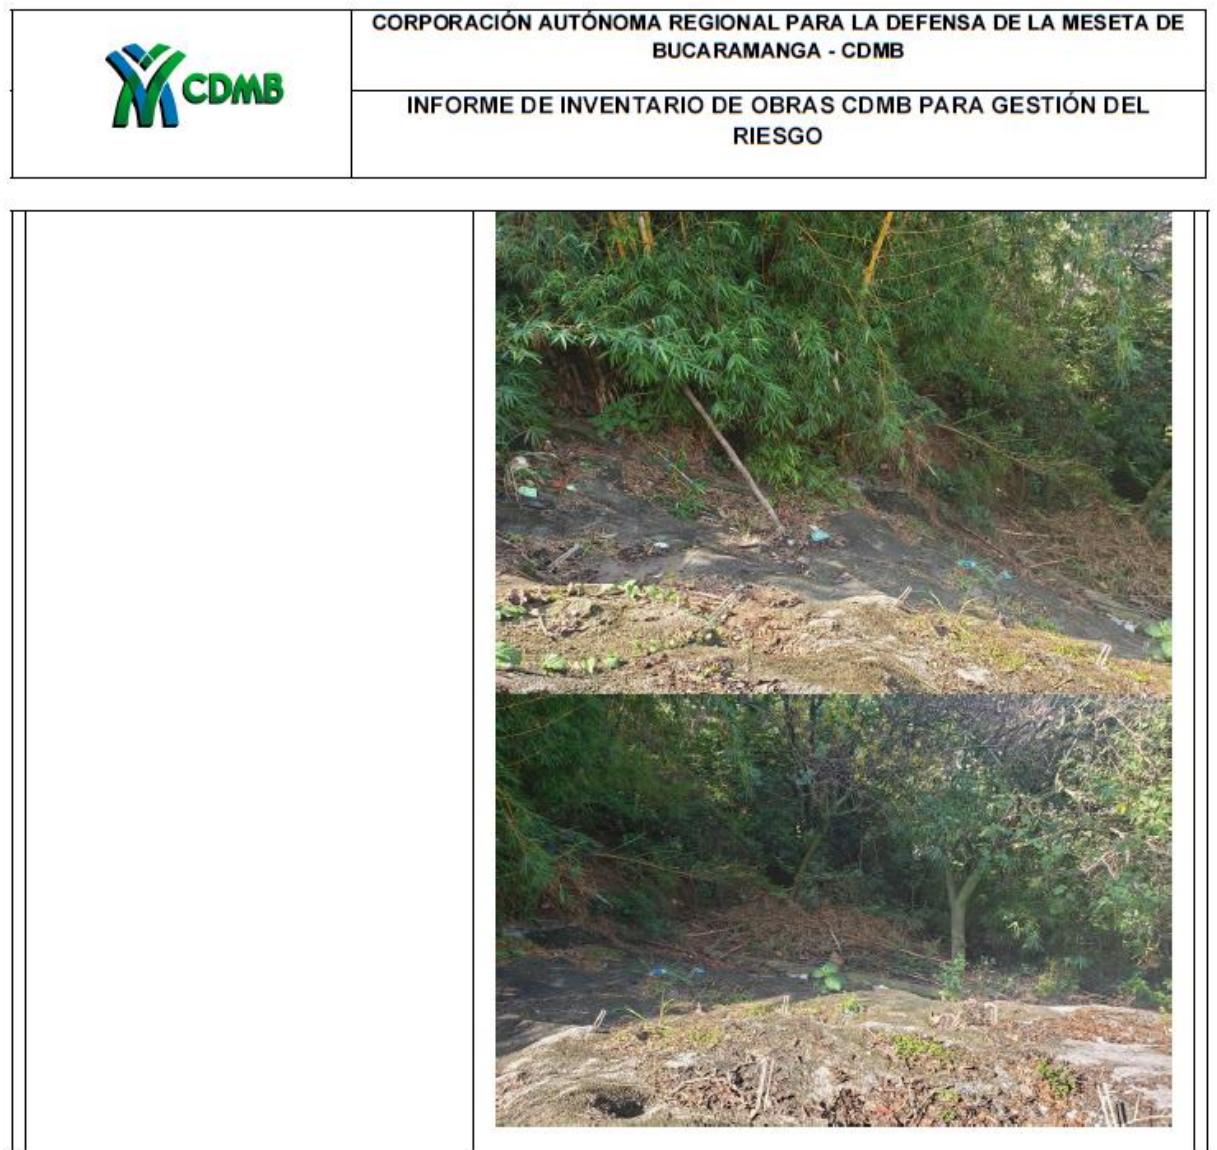 CDMB
CORPORACIÓN AUTÓNOMA REGIONAL PARA LA DEFENSA DE LA MESETA DE
BUCARAMANGA - CDMB
INFORME DE INVENTARIO DE OBRAS CDMB PARA GESTIÓN DEL
RIESGO